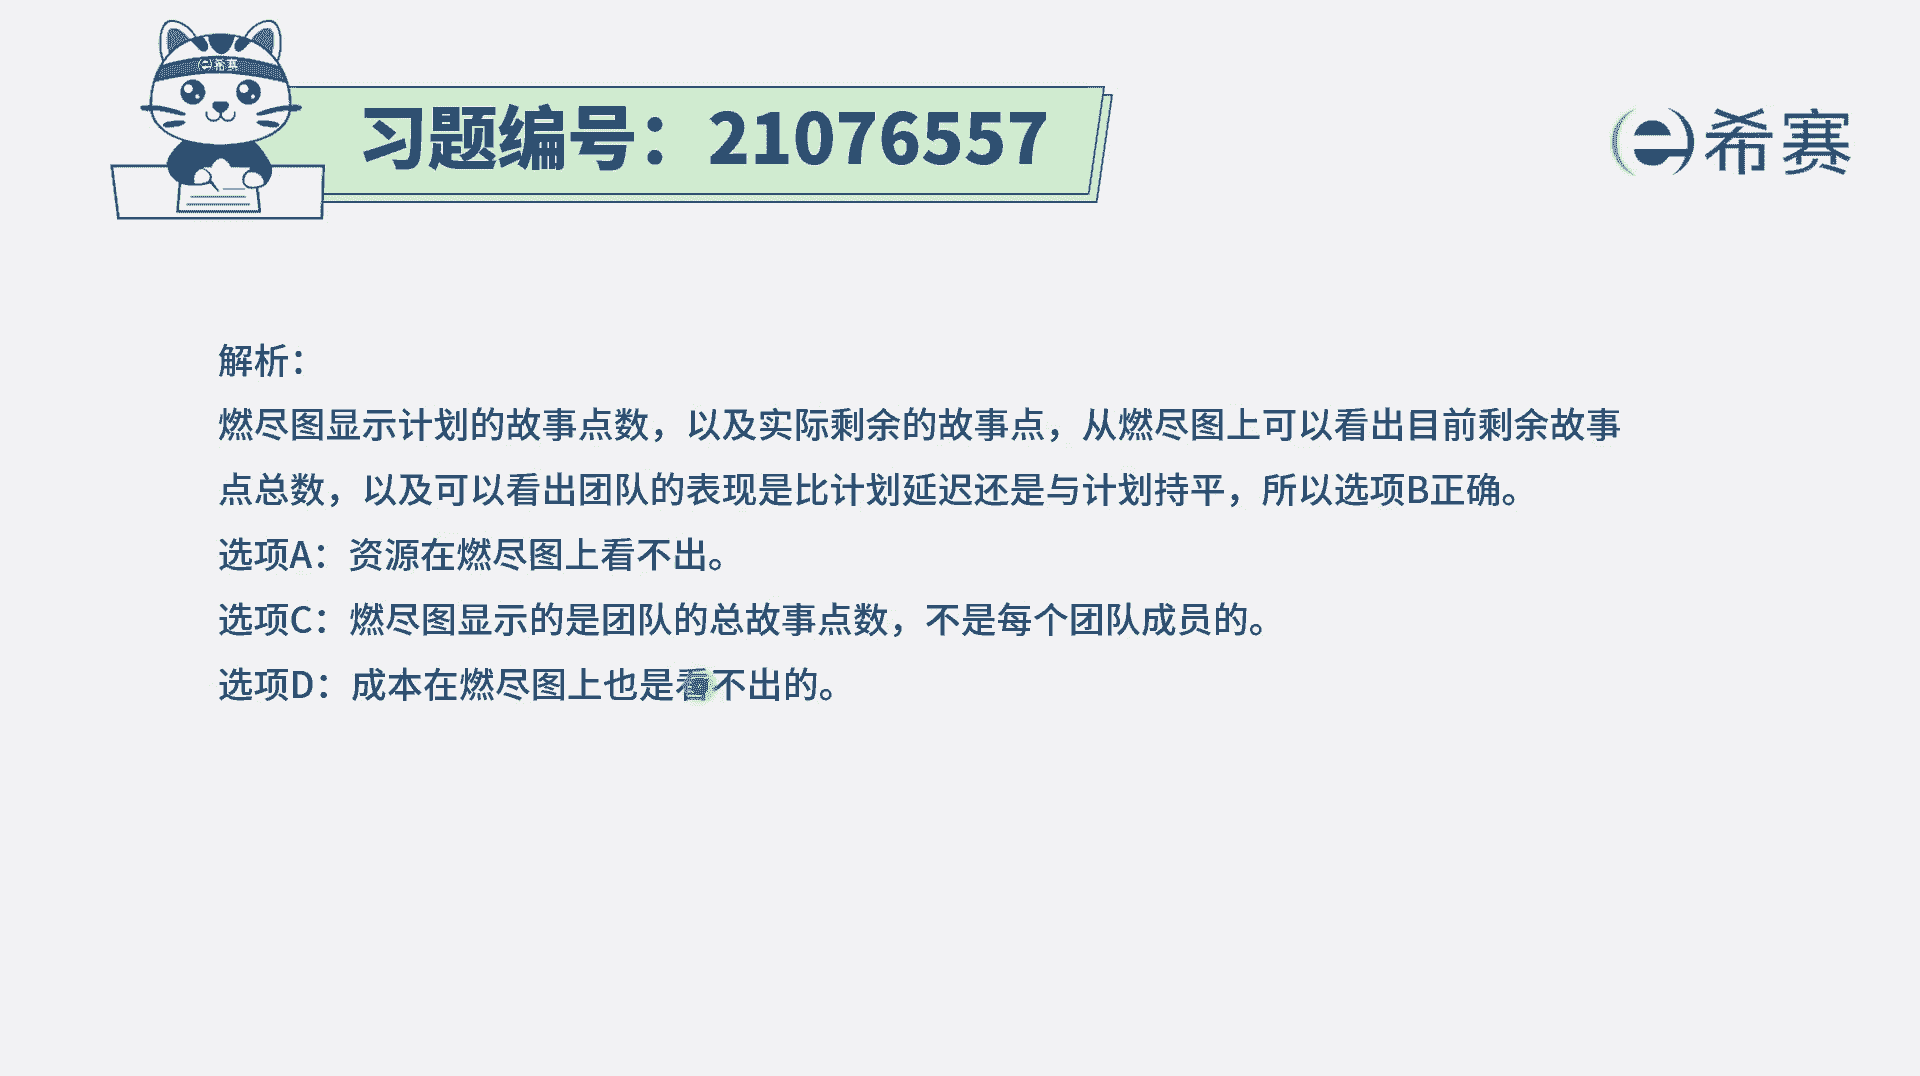 希赛
习题编号：21076557
希赛
解析：
燃尽图显示计划的故事点数，以及实际剩余的故事点，从燃尽图上可以看出目前剩余故事
点总数，以及可以看出团队的表现是比计划延迟还是与计划持平，所以选项B正确。
选项A：资源在燃尽图上看不出。
选项C：燃尽图显示的是团队的总故事点数，不是每个团队成员的。
选项D：成本在燃尽图上也是看不出的。